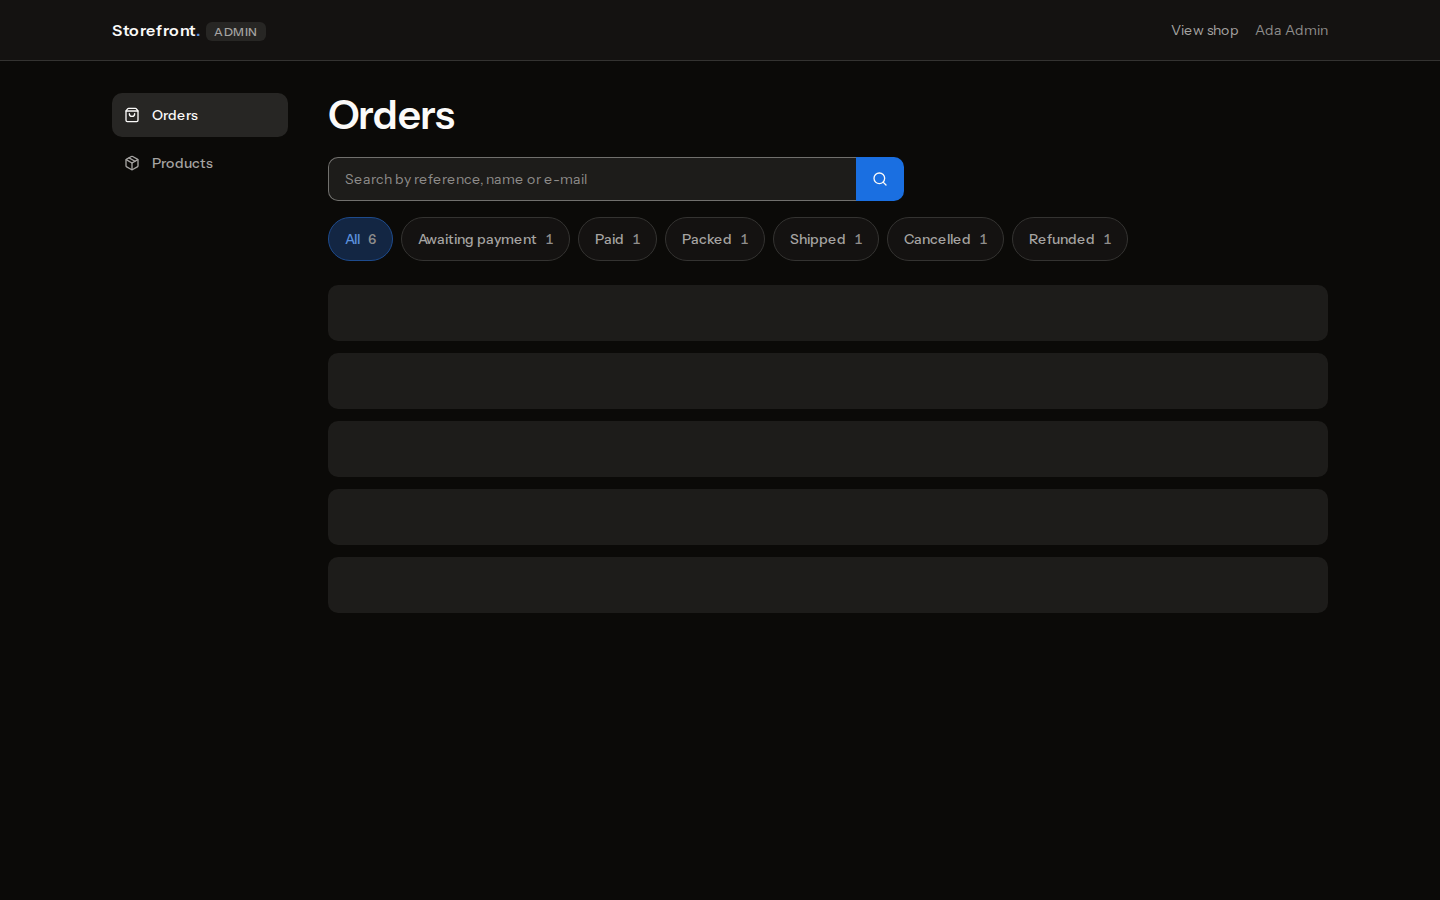 Storefront. ADMIN
View shop Ada Admin
Orders
Products
Orders
Search by reference, name or e-mail
All 6 Awaiting payment 1 Paid 1 Packed 1 Shipped 1 Cancelled 1 Refunded 1